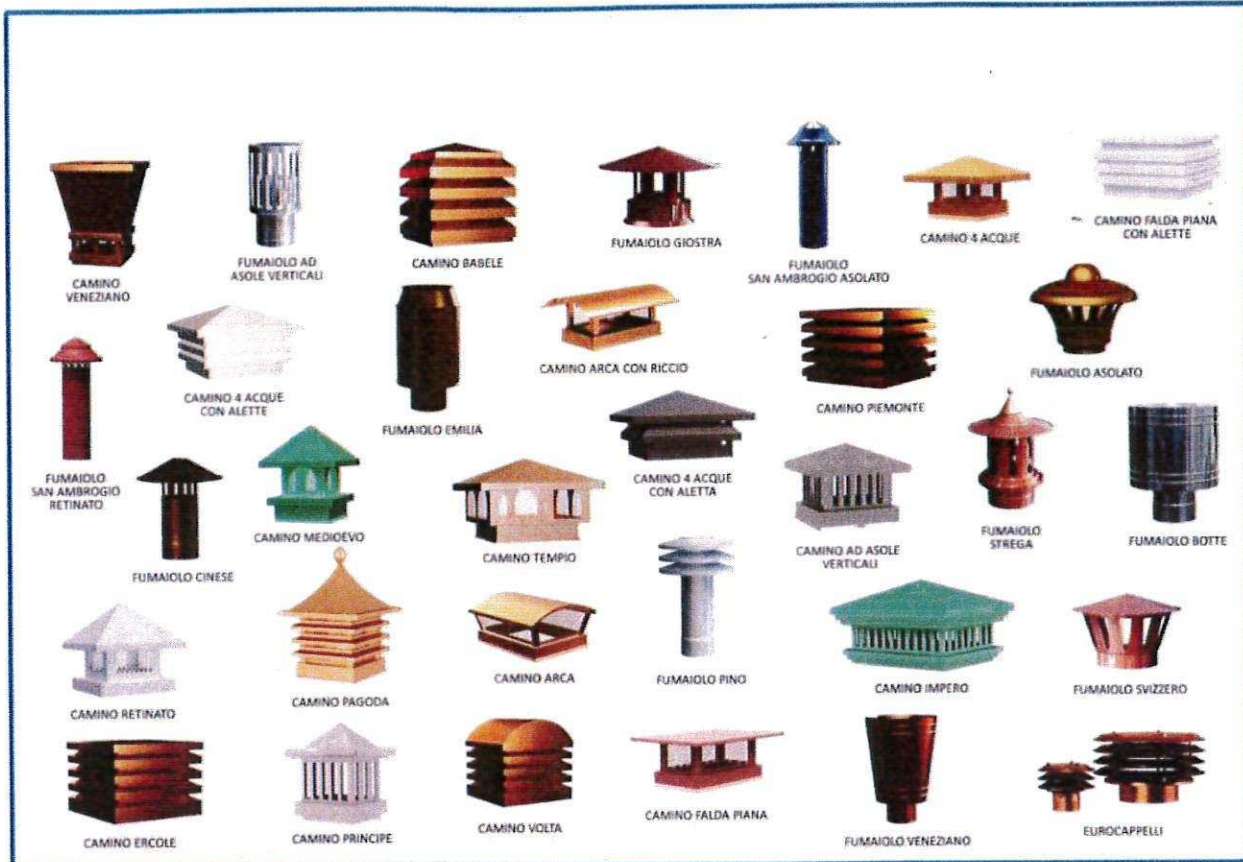 CAMINO
VENEZIANO
FUMAIOLO AD
ASOLE VERTICALI
CAMINO BABELE
FUMAIOLO GIOSTRA
FUMAIOLO
SAN AMBROGIO ASOLATO
CAMINO 4 ACQUE
CAMINO FALDA PIANA
CON ALETTE
FUMAIOLO
SAN AMBROGIO
RETINATO
CAMINO 4 ACQUE
CON ALETTE
FUMAIOLO EMILIA
CAMINO ARCA CON RICCIO
CAMINO PIEMONTE
FUMAIOLO ASOLATO
FUMAIOLO CINESE
CAMINO MEDIOEVO
CAMINO TEMPIO
CAMINO 4 ACQUE
CON ALETTA
CAMINO AD ASOLE
VERTICALI
FUMAIOLO
STREGA
FUMAIOLO BOTTE
CAMINO RETINATO
CAMINO PAGODA
CAMINO ARCA
FUMAIOLO PINO
CAMINO IMPERO
FUMAIOLO SVIZZERO
CAMINO ERCOLE
CAMINO PRINCIPE
CAMINO VOLTA
CAMINO FALDA PIANA
FUMAIOLO VENEZIANO
EUROCAPPELLI